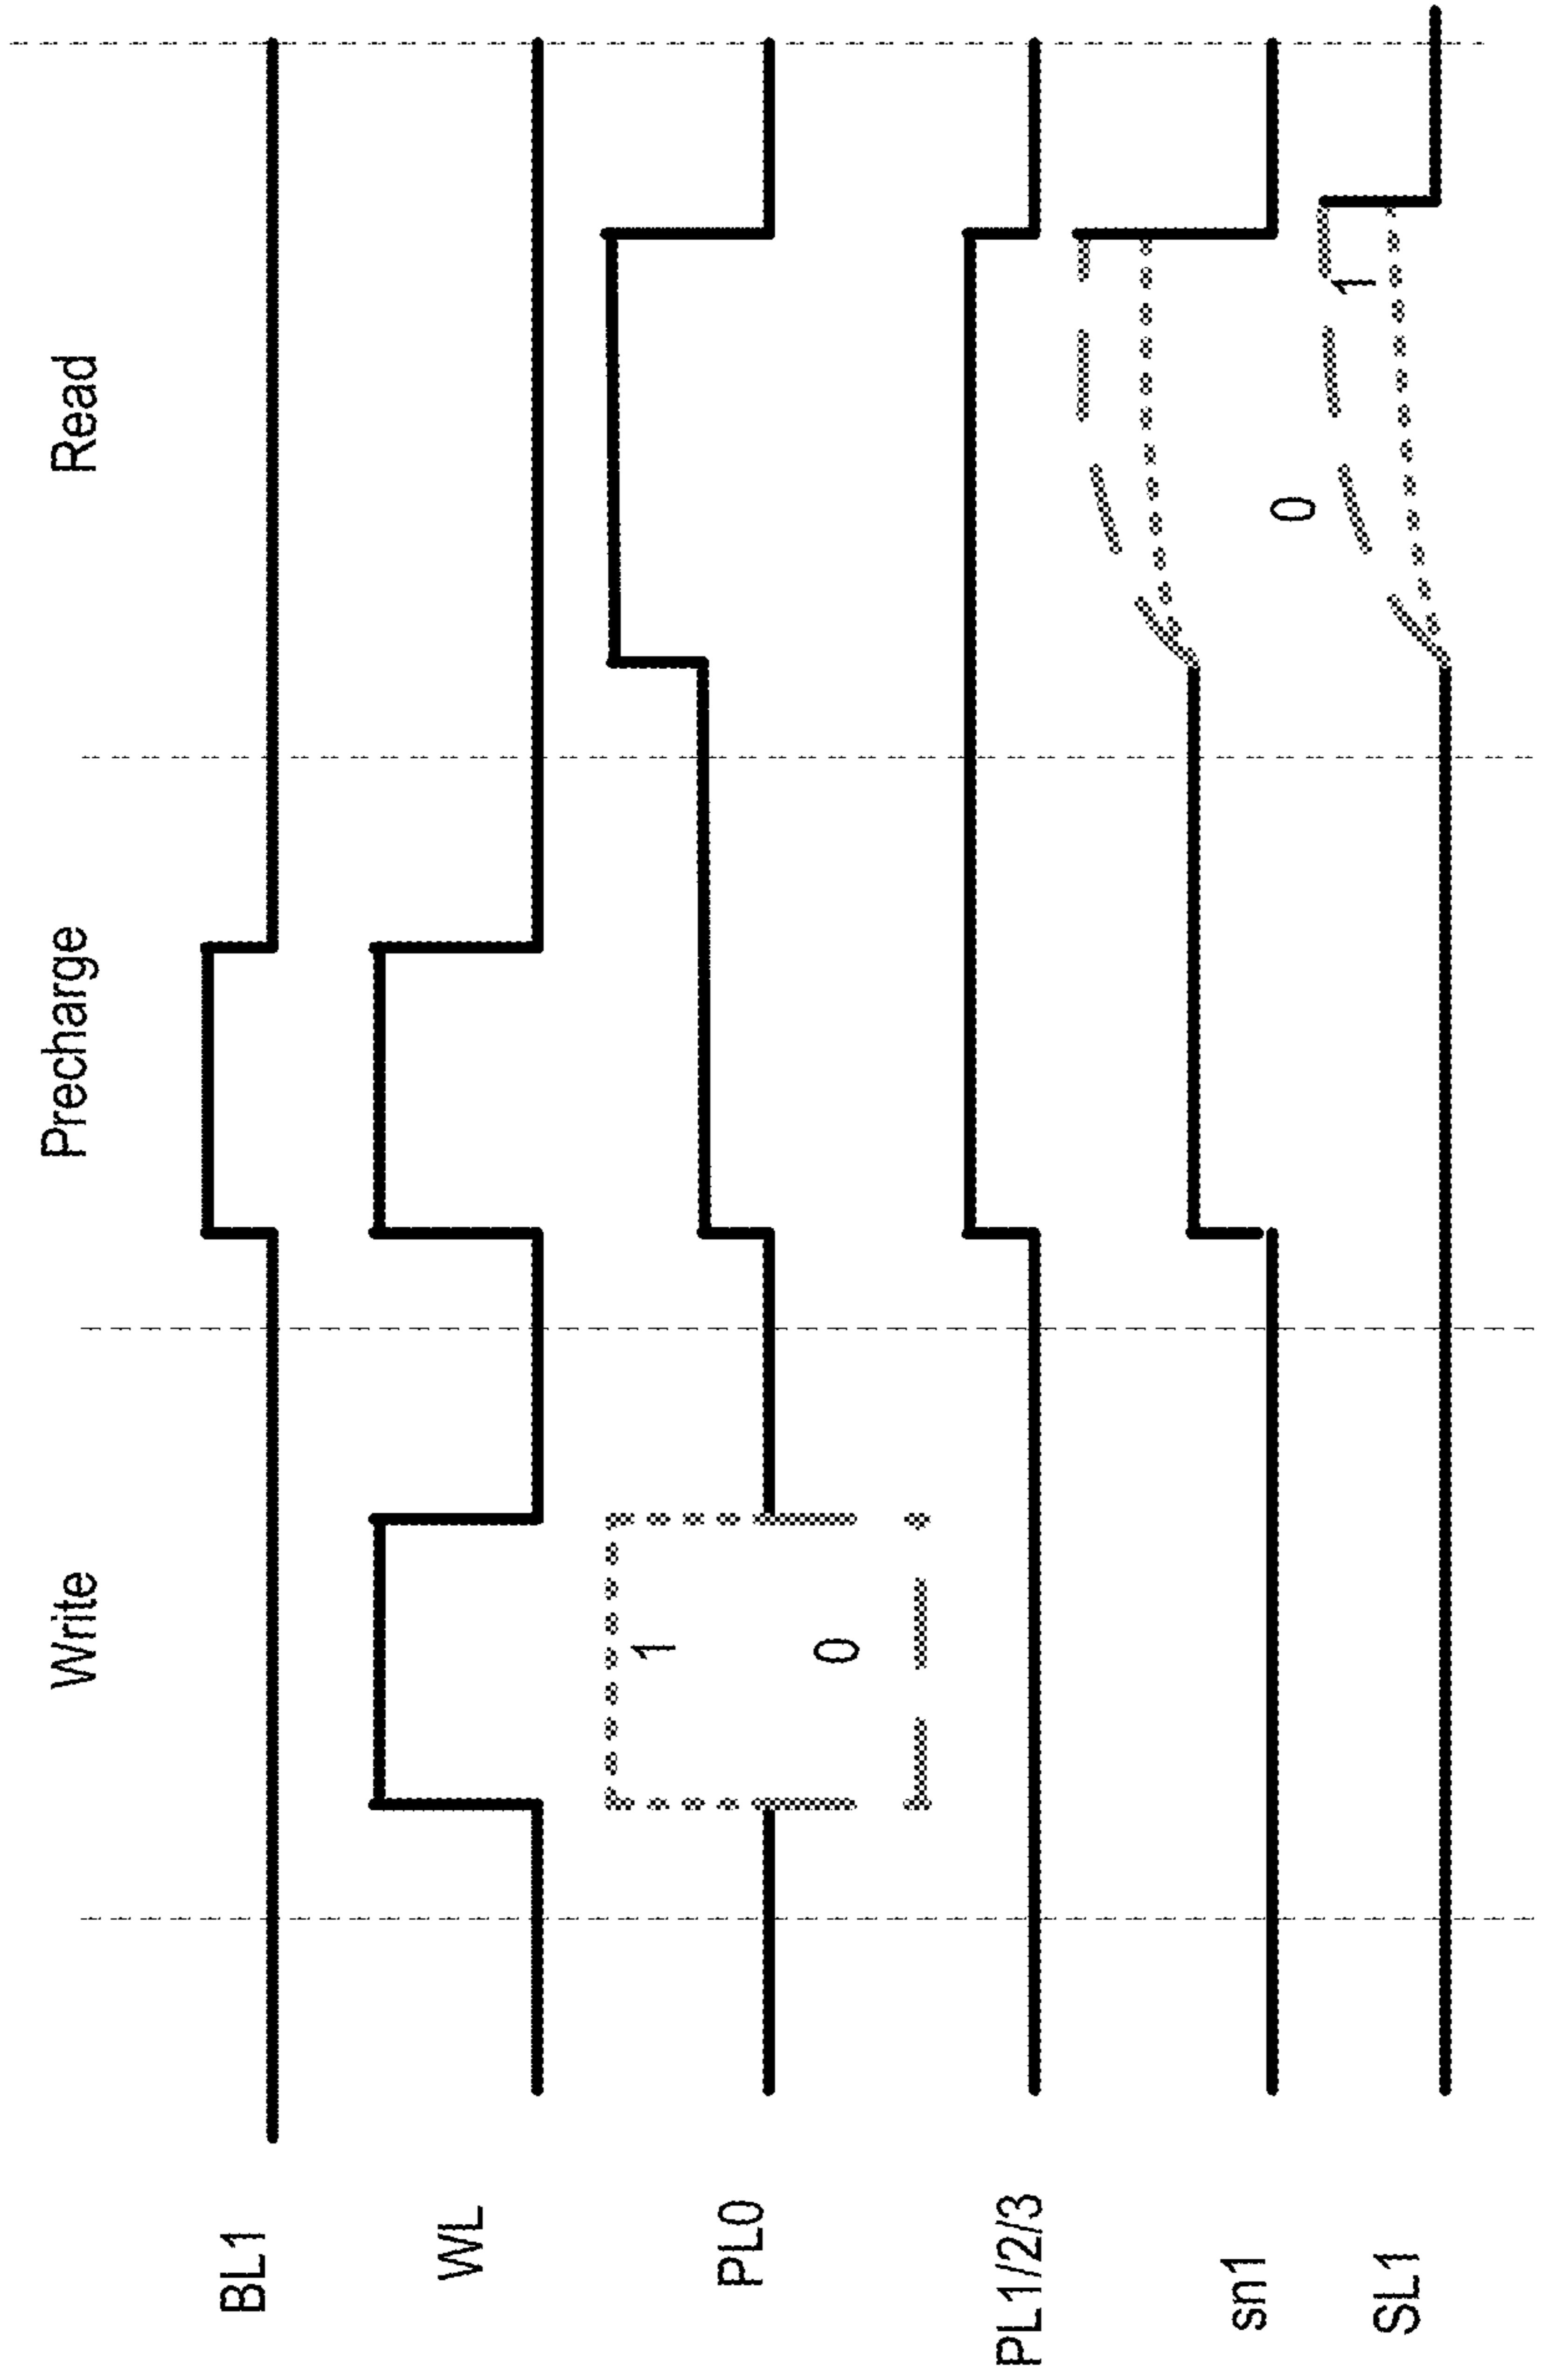 Write Precharge Read
BL1
WL
PL0
1
0
PL1/2/3
sn1
0
1
SL1